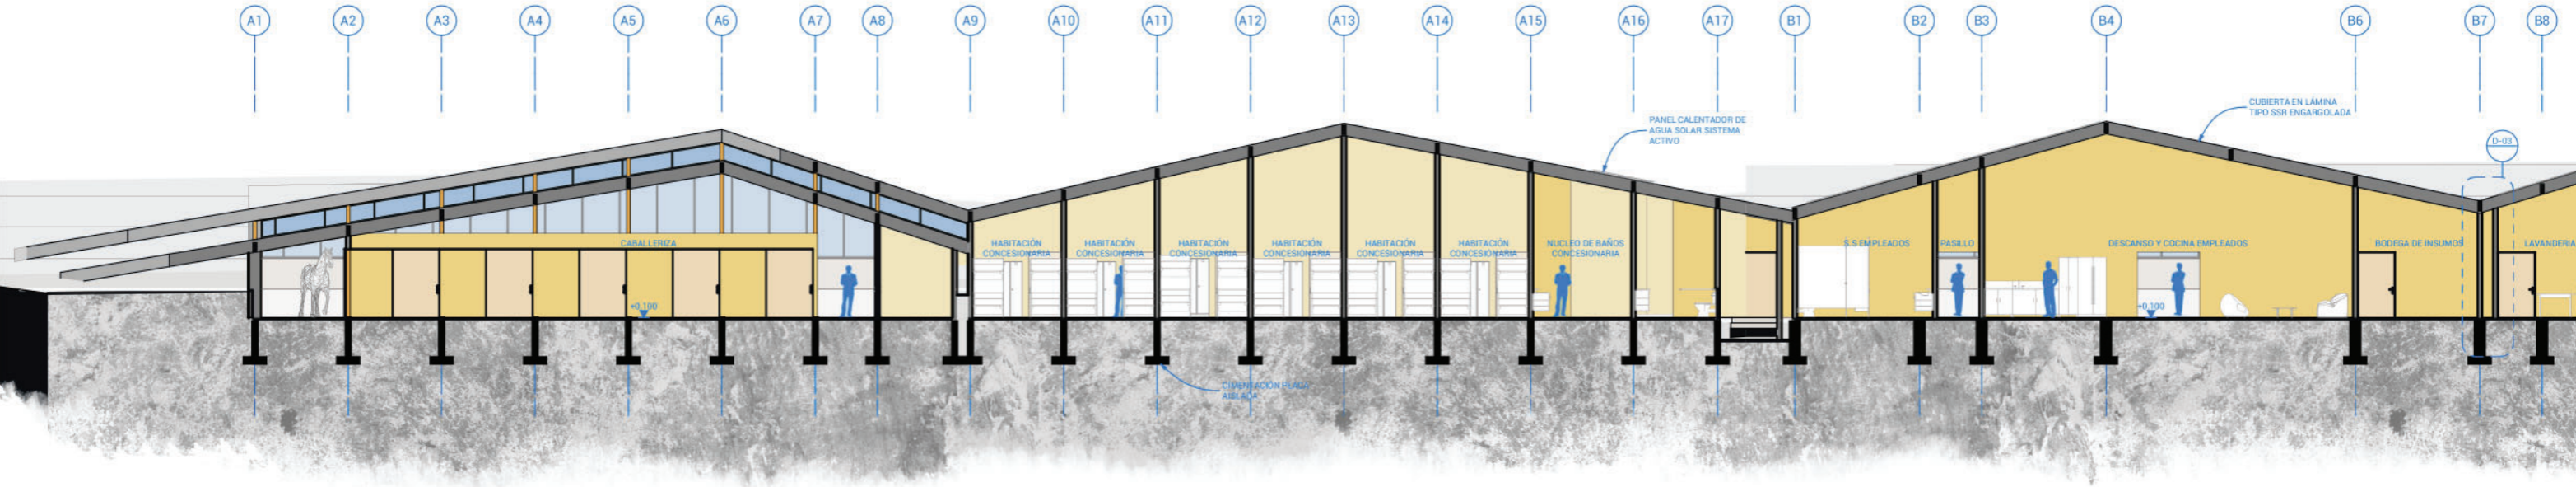 A1
A2
A3
A4
A5
A6
A7
A8
A9
A10
A11
A12
A13
A14
A15
A16
A17
B1
B2
B3
B4
B6
B7
B8
CUBIERTA EN LÁMINA
TIPO SSR ENGARGOLADA
PANEL CALENTADOR DE
AGUA SOLAR SISTEMA
ACTIVO
D-03
CABALLERIZA
HABITACIÓN
CONCESIONARIA
HABITACIÓN
CONCESIONARIA
HABITACIÓN
CONCESIONARIA
HABITACIÓN
CONCESIONARIA
HABITACIÓN
CONCESIONARIA
HABITACIÓN
CONCESIONARIA
NUCLEO DE BAÑOS
CONCESIONARIA
S.S EMPLEADOS
PASILLO
DESCANSO Y COCINA EMPLEADOS
BODEGA DE INSUMOS
LAVANDERIA
+0.100
+0.100
CIMENTACIÓN PLACA
AISLADA